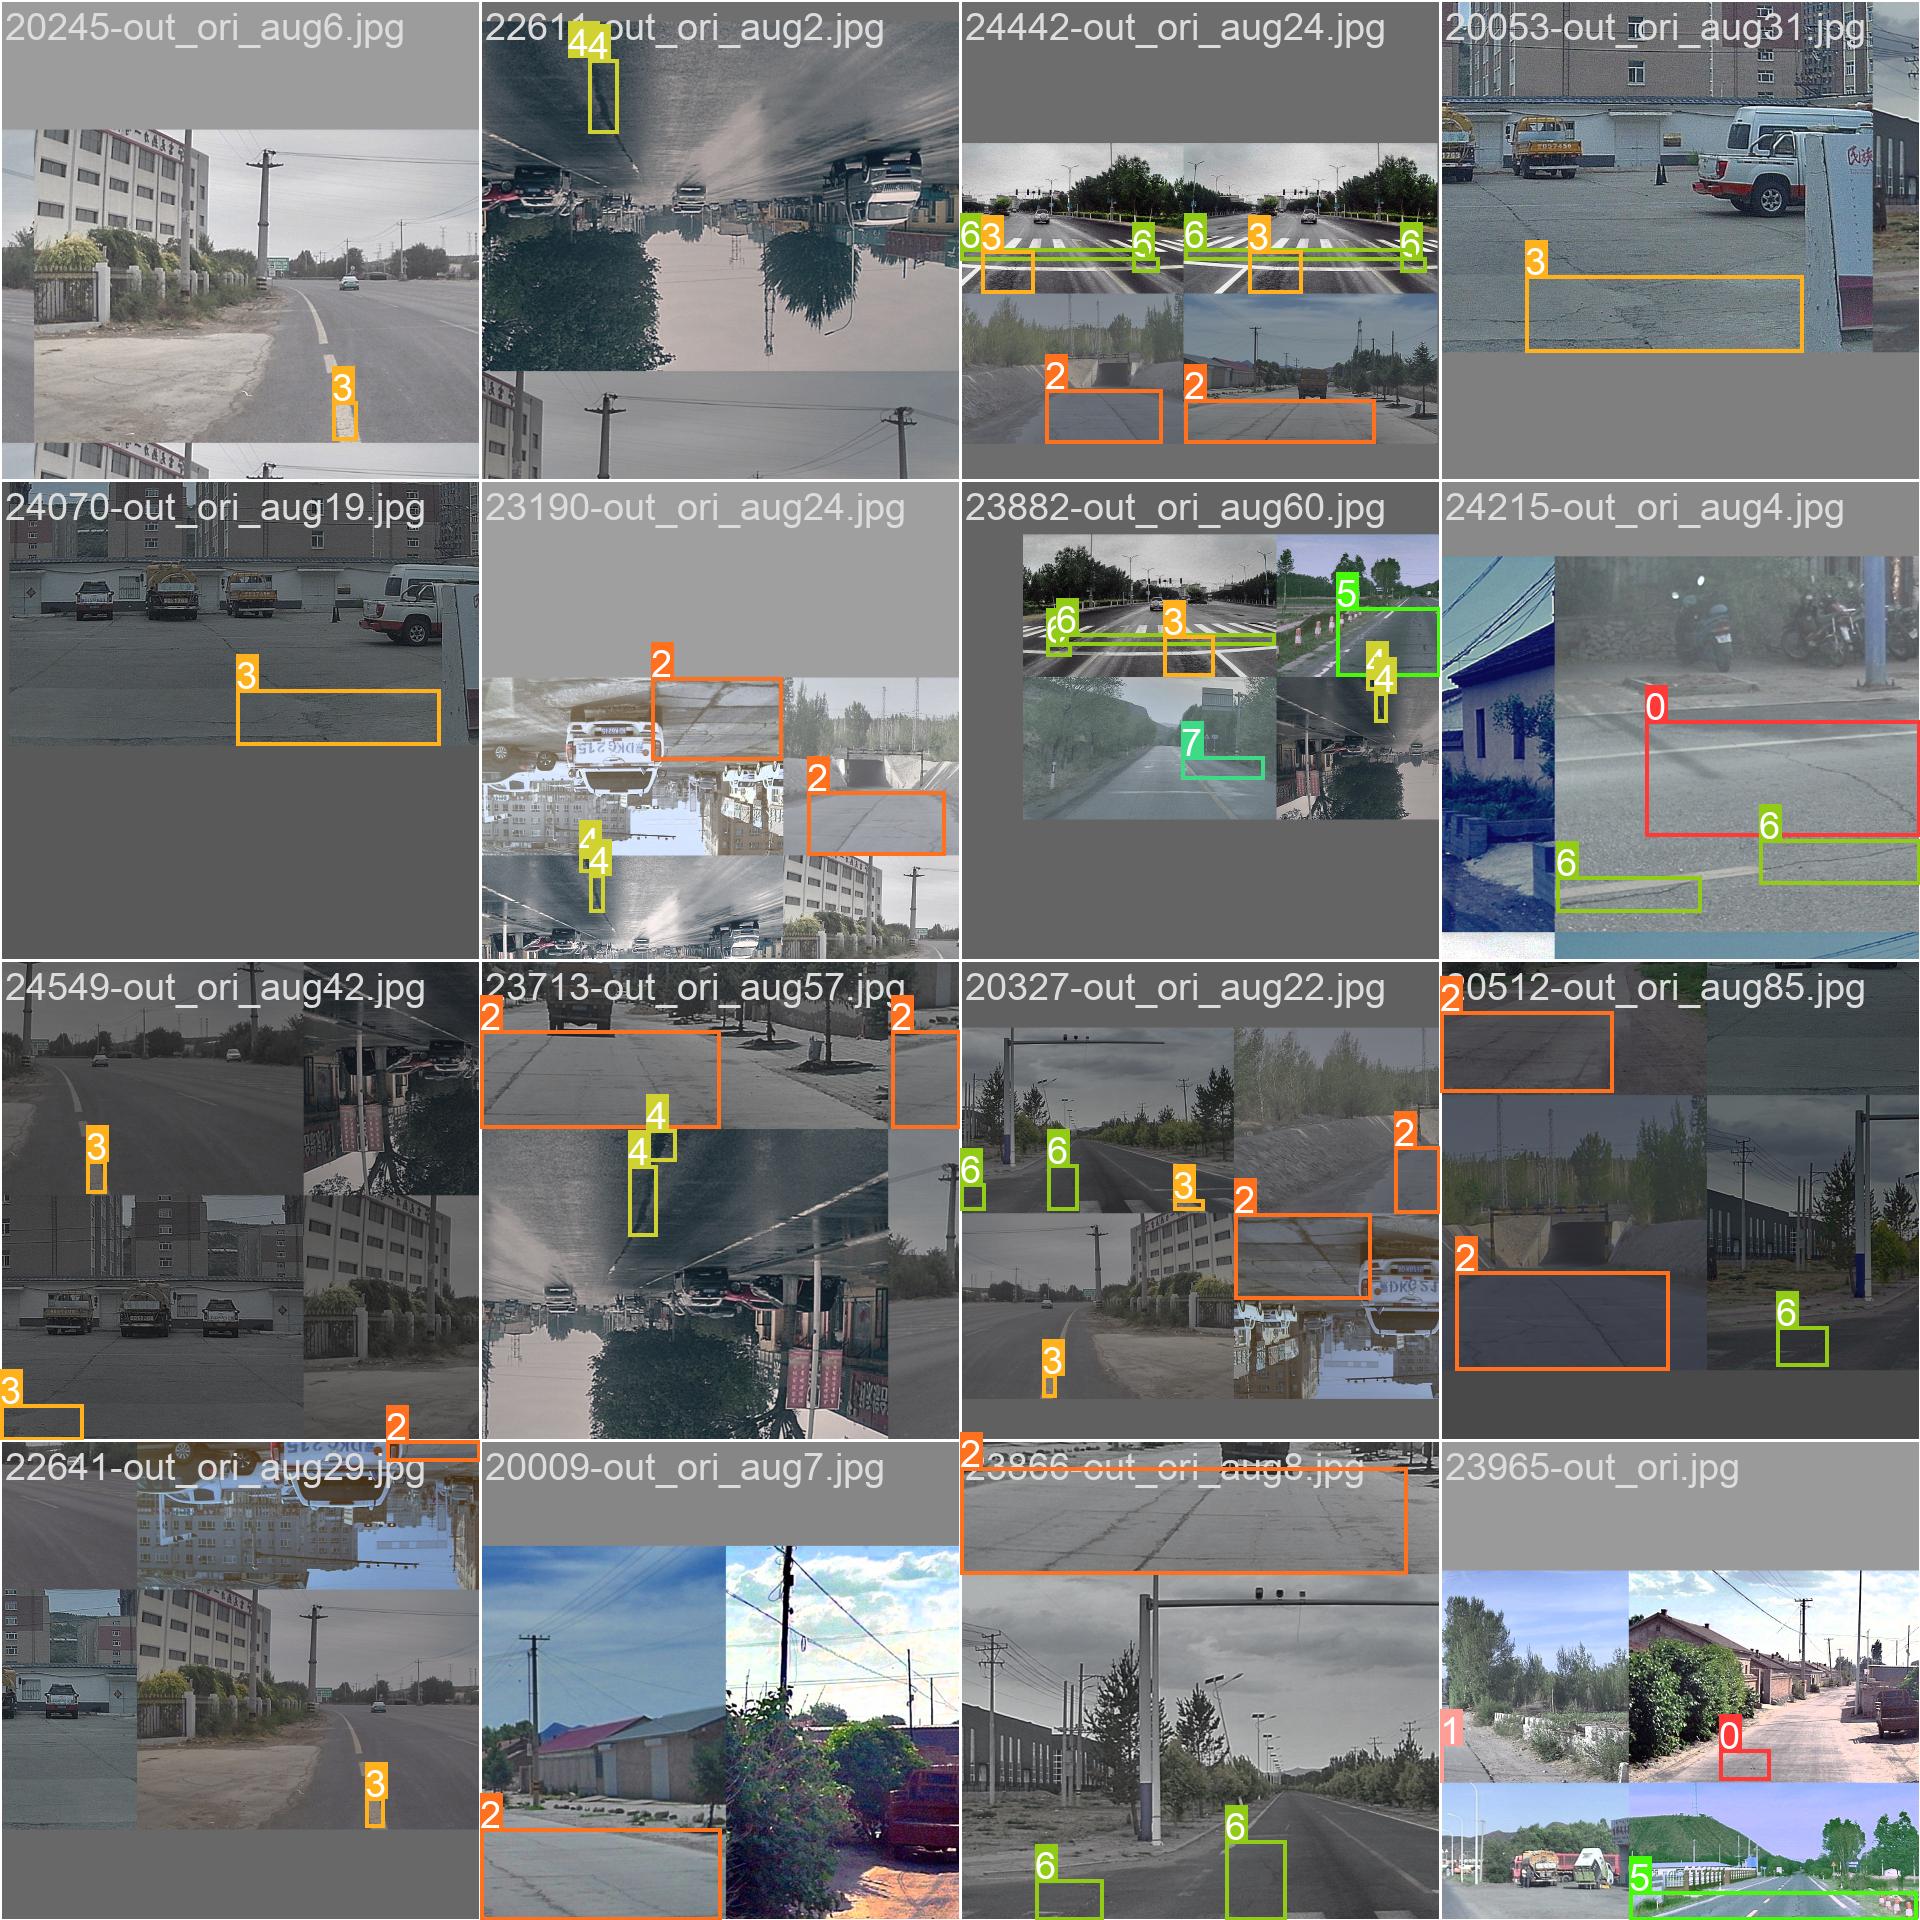 20245-out_ori_aug6.jpg
22611-out_ori_aug2.jpg
24442-out_ori_aug24.jpg
20053-out_ori_aug31.jpg
3
4
4
6
3
6
6
3
6
2
2
3
民族
24070-out_ori_aug19.jpg
23190-out_ori_aug24.jpg
23882-out_ori_aug60.jpg
24215-out_ori_aug4.jpg
3
2
2
4
4
6
3
5
4
4
7
0
6
6
24549-out_ori_aug42.jpg
23713-out_ori_aug57.jpg
20327-out_ori_aug22.jpg
20512-out_ori_aug85.jpg
3
3
2
2
2
4
4
6
6
3
2
2
3
2
2
6
22641-out_ori_aug29.jpg
20009-out_ori_aug7.jpg
23866-out_ori_aug8.jpg
23965-out_ori.jpg
3
2
2
6
6
1
0
5